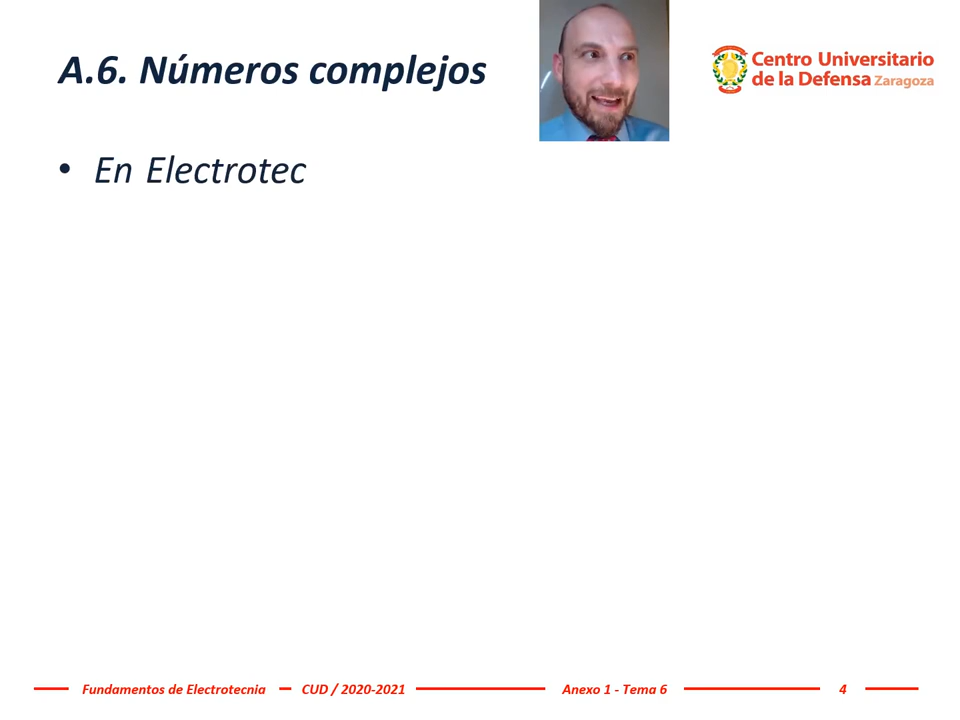 A.6. Números complejos
Centro Universitario
de la Defensa Zaragoza
• En Electrotec
Fundamentos de Electrotecnia
CUD / 2020-2021
Anexo 1 - Tema 6
4